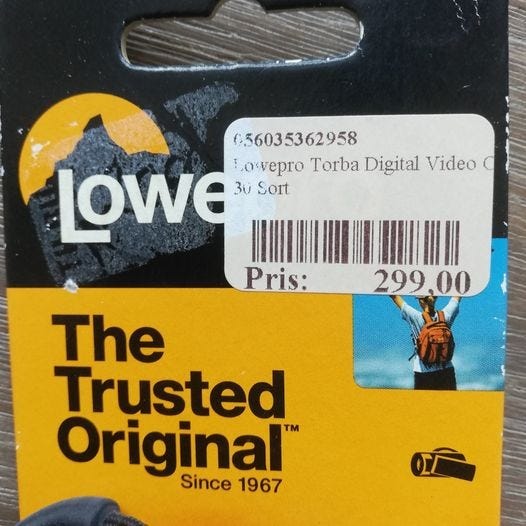 Lowe
056035362958
Lowepro Torba Digital Video C
30 Sort
Pris: 299,00
The
Trusted
Original™
Since 1967